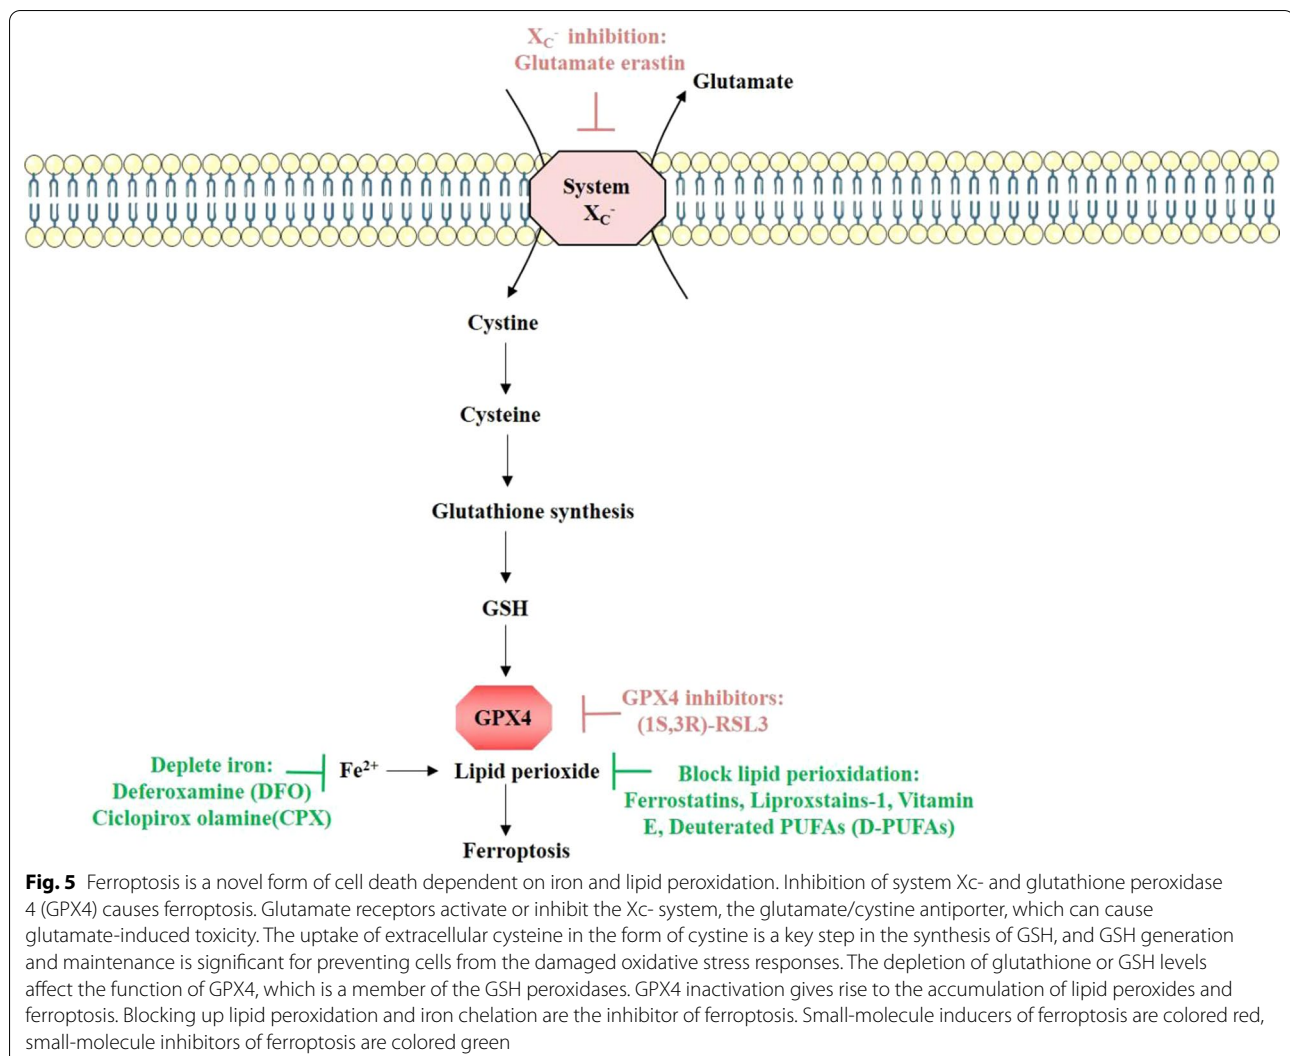 X_C^- inhibition:
Glutamate erastin
Glutamate
System
X_C^-
Cystine
Cysteine
Glutathione synthesis
GSH
GPX4
GPX4 inhibitors:
(1S,3R)-RSL3
Deplete iron:
Deferoxamine (DFO)
Ciclopirox olamine(CPX)
Fe²⁺
Lipid perioxide
Block lipid perioxidation:
Ferrostatins, Liproxstains-1, Vitamin
E, Deuterated PUFAs (D-PUFAs)
Ferroptosis
Fig. 5 Ferroptosis is a novel form of cell death dependent on iron and lipid peroxidation. Inhibition of system Xc- and glutathione peroxidase
4 (GPX4) causes ferroptosis. Glutamate receptors activate or inhibit the Xc- system, the glutamate/cystine antiporter, which can cause
glutamate-induced toxicity. The uptake of extracellular cysteine in the form of cystine is a key step in the synthesis of GSH, and GSH generation
and maintenance is significant for preventing cells from the damaged oxidative stress responses. The depletion of glutathione or GSH levels
affect the function of GPX4, which is a member of the GSH peroxidases. GPX4 inactivation gives rise to the accumulation of lipid peroxides and
ferroptosis. Blocking up lipid peroxidation and iron chelation are the inhibitor of ferroptosis. Small-molecule inducers of ferroptosis are colored red,
small-molecule inhibitors of ferroptosis are colored green